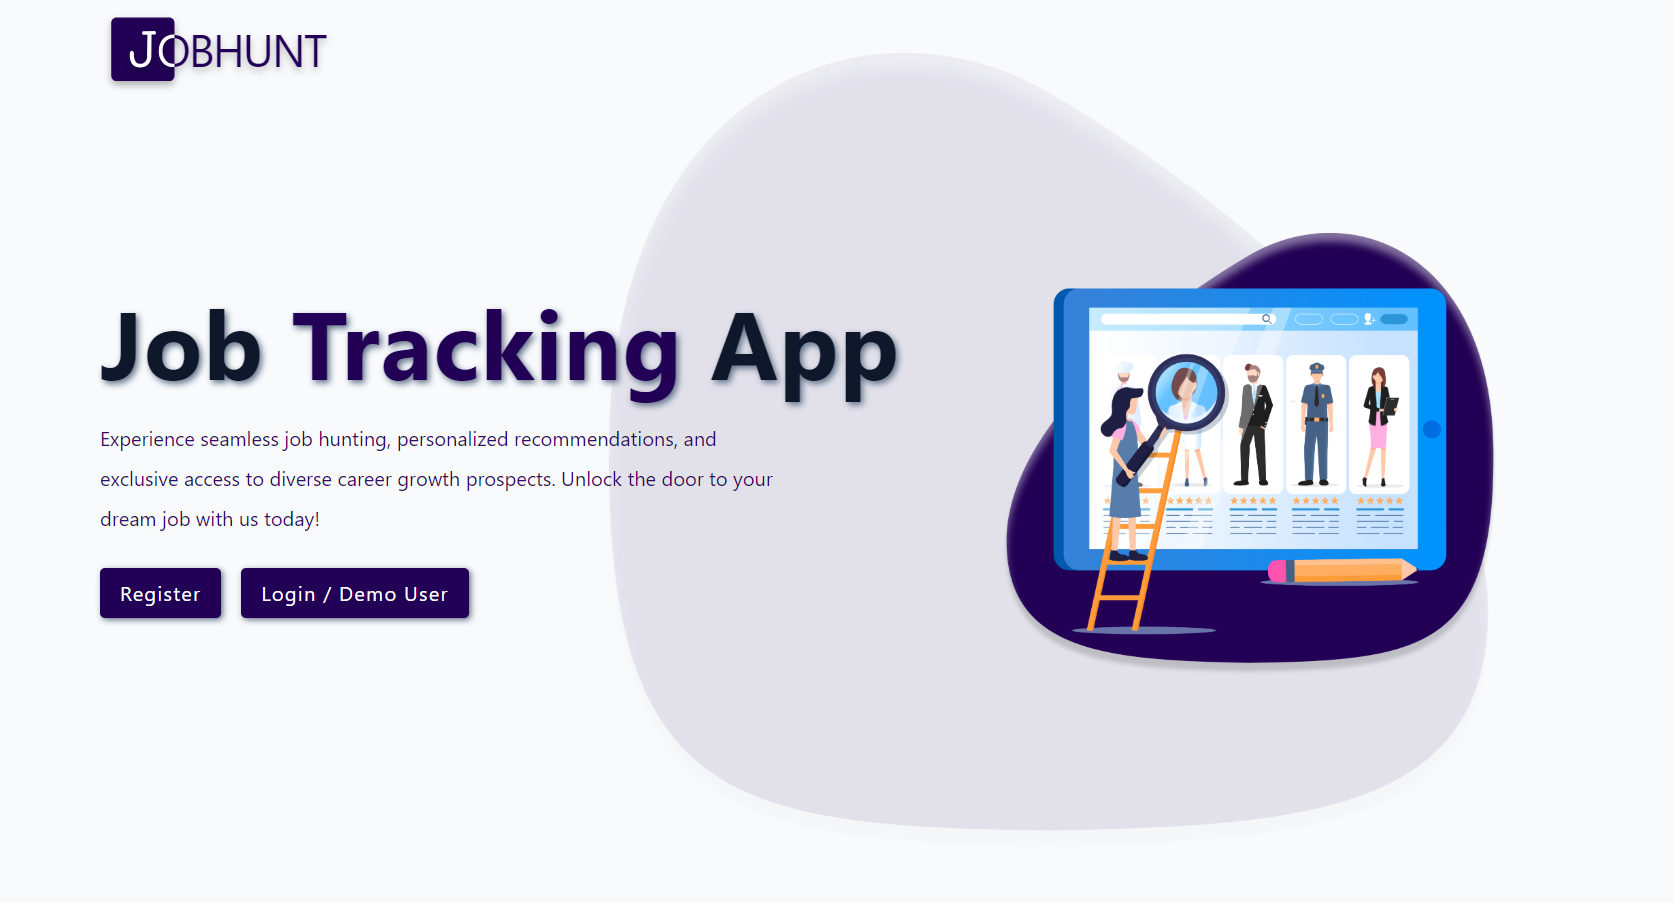 JOBHUNT
Job Tracking App
Experience seamless job hunting, personalized recommendations, and
exclusive access to diverse career growth prospects. Unlock the door to your
dream job with us today!
Register
Login / Demo User